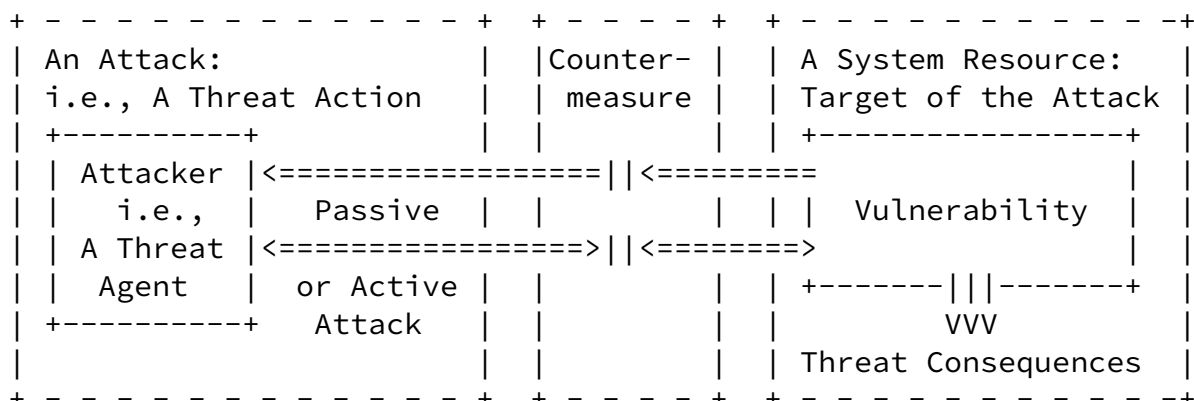 + - - - - - - - - - - - - +  + - - - - +  + - - - - - - - - - - -+
| An Attack:              |  |Counter- |  | A System Resource:   |
| i.e., A Threat Action   |  | measure |  | Target of the Attack |
| +----------+            |  |         |  | +-----------------+  |
| | Attacker |<==================||<=========                 |  |
| |   i.e.,  |   Passive  |  |         |  | |  Vulnerability  |  |
| | A Threat |<=================>||<========>                 |  |
| |  Agent   |  or Active |  |         |  | +-------|||-------+  |
| +----------+   Attack   |  |         |  |         VVV          |
|                         |  |         |  | Threat Consequences  |
+ - - - - - - - - - - - - +  + - - - - +  + - - - - - - - - - - -+